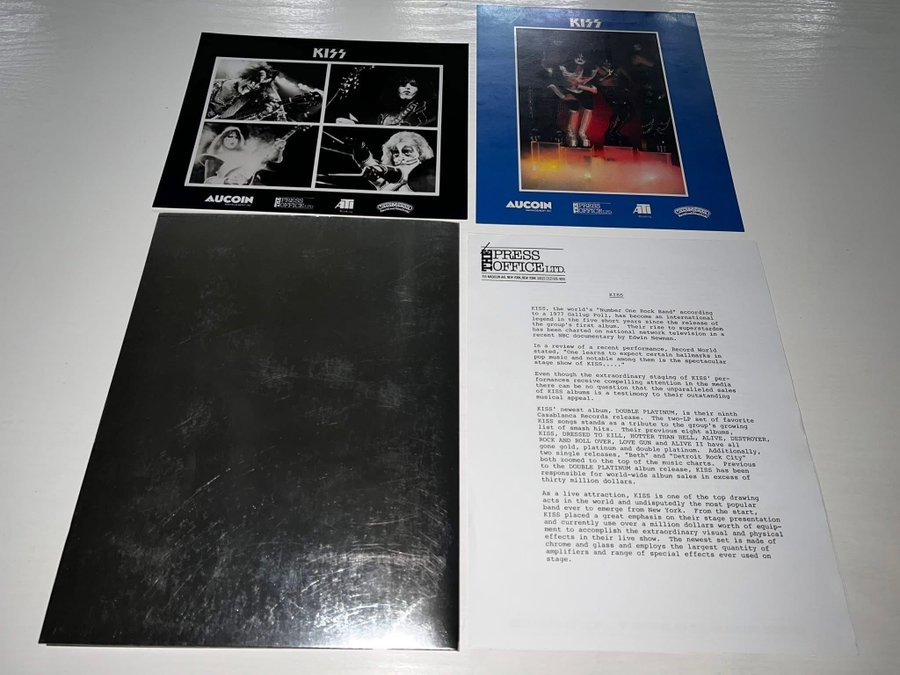 KISS
AUCOIN
THE PRESS
OFFICE LTD.
ATI
KISS
AUCOIN
THE PRESS
OFFICE LTD.
ATI
THE PRESS
OFFICE LTD.
KISS
KISS, the world's "Number One Rock Band" according
to a 1977 Gallup Poll, has become an international
legend in the five short years since the release of
the group's first album. Their rise to superstardom
has been charted on national network television in a
recent NBC documentary by Edwin Newman.
In a review of a recent performance, Record World
stated, "One learns to expect certain hallmarks in
pop music and notable among them is the spectacular
stage show of KISS....."
Even though the extraordinary staging of KISS' per-
formances receive compelling attention in the media
there can be no question that the unparalleled sales
of KISS albums is a testimony to their outstanding
musical appeal.
KISS' newest album, DOUBLE PLATINUM, is their ninth
Casablanca Records release. The two-LP set of favorite
KISS songs stands as a tribute to the group's growing
list of smash hits. Their previous eight albums,
KISS, DRESSED TO KILL, HOTTER THAN HELL, ALIVE, DESTROYER,
ROCK AND ROLL OVER, LOVE GUN and ALIVE II have all
gone gold, platinum and double platinum. Additionally,
two single releases, "Beth" and "Detroit Rock City"
both zoomed to the top of the music charts. Previous
to the DOUBLE PLATINUM album release, KISS has been
responsible for world-wide album sales in excess of
thirty million dollars.
As a live attraction, KISS is one of the top drawing
acts in the world and undisputedly the most popular
band ever to emerge from New York. From the start,
KISS placed a great emphasis on their stage presentation
and currently use over a million dollars worth of equip-
ment to accomplish the extraordinary visual and physical
effects in their live show. The newest set is made of
chrome and glass and employs the largest quantity of
amplifiers and range of special effects ever used on
stage.